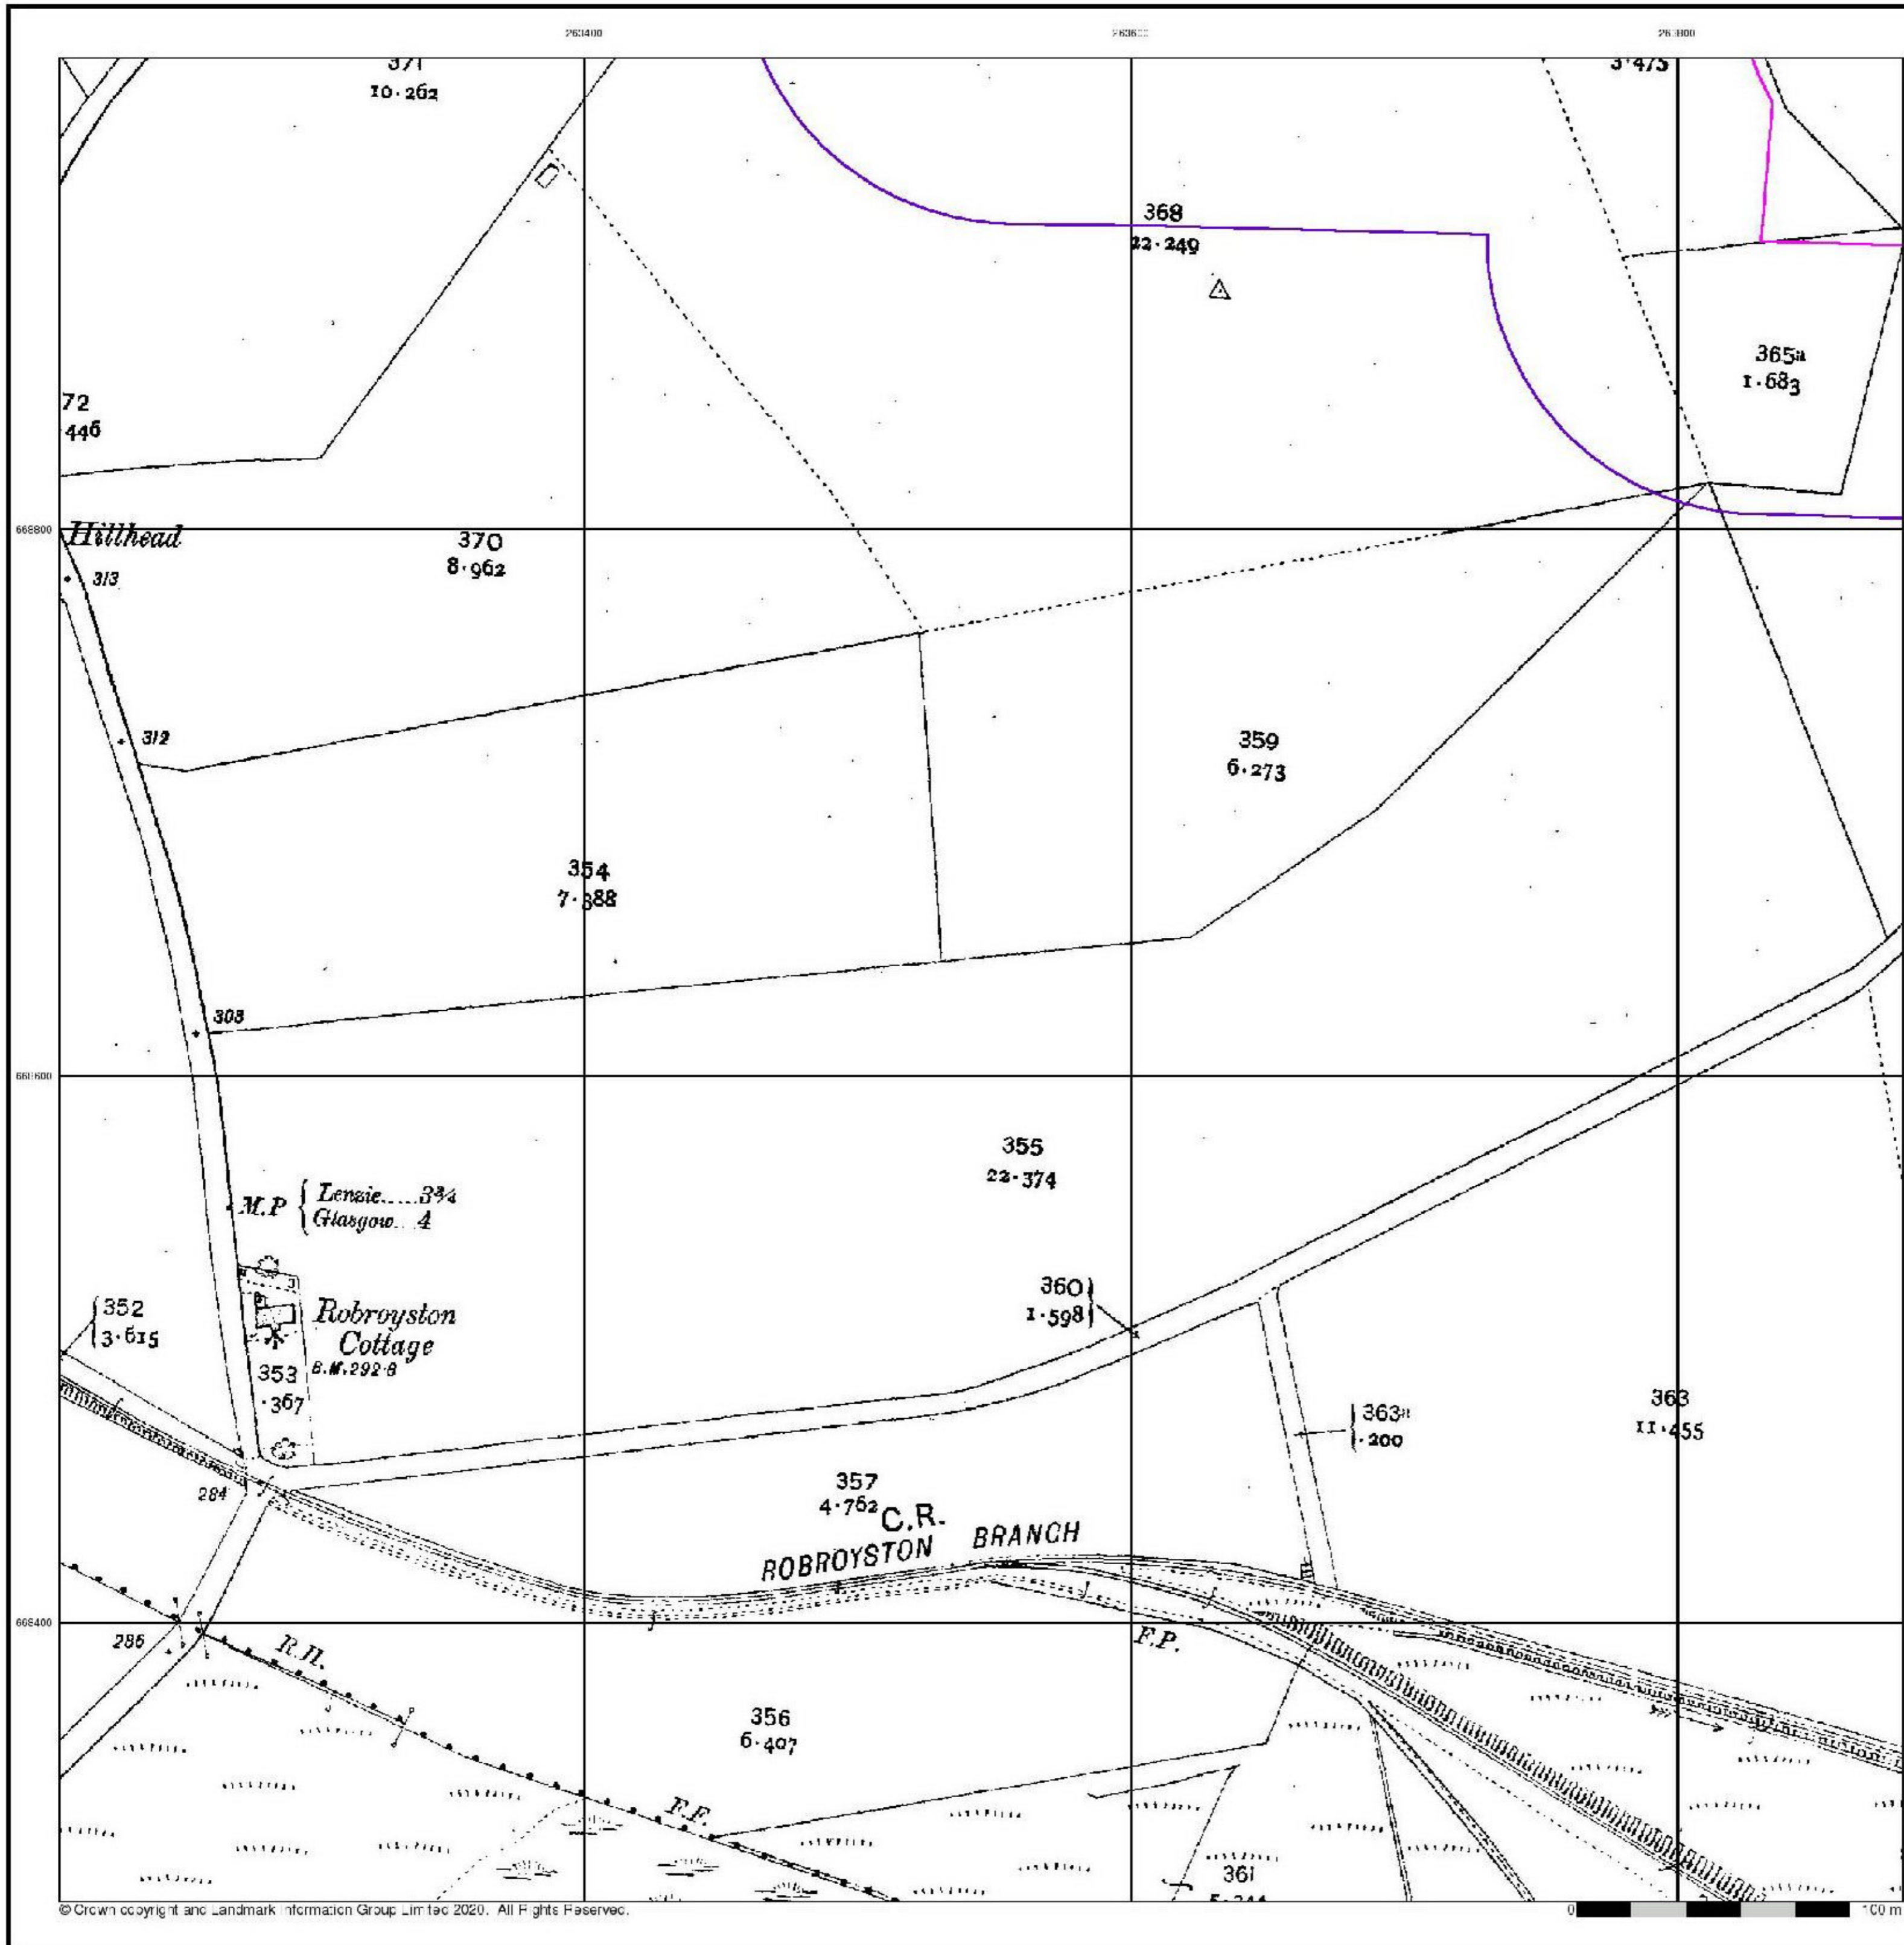 263400
263600
263800
371
10·262
3·475
368
22·249
365a
1·683
72
446
668800
Hillhead
370
8·962
313
312
359
6·273
354
7·388
308
668600
355
22·374
M.P { Lenzie.....3¾
Glasgow...4
360
1·598
352
3·615
Robroyston
Cottage
B.M.292·8
353
·367
363a
·200
363
11·455
357
4·762
C.R.
ROBROYSTON BRANCH
284
668400
286
R.H.
F.P.
356
6·407
F.F.
361
© Crown copyright and Landmark Information Group Limited 2020. All Rights Reserved.
0 100 m